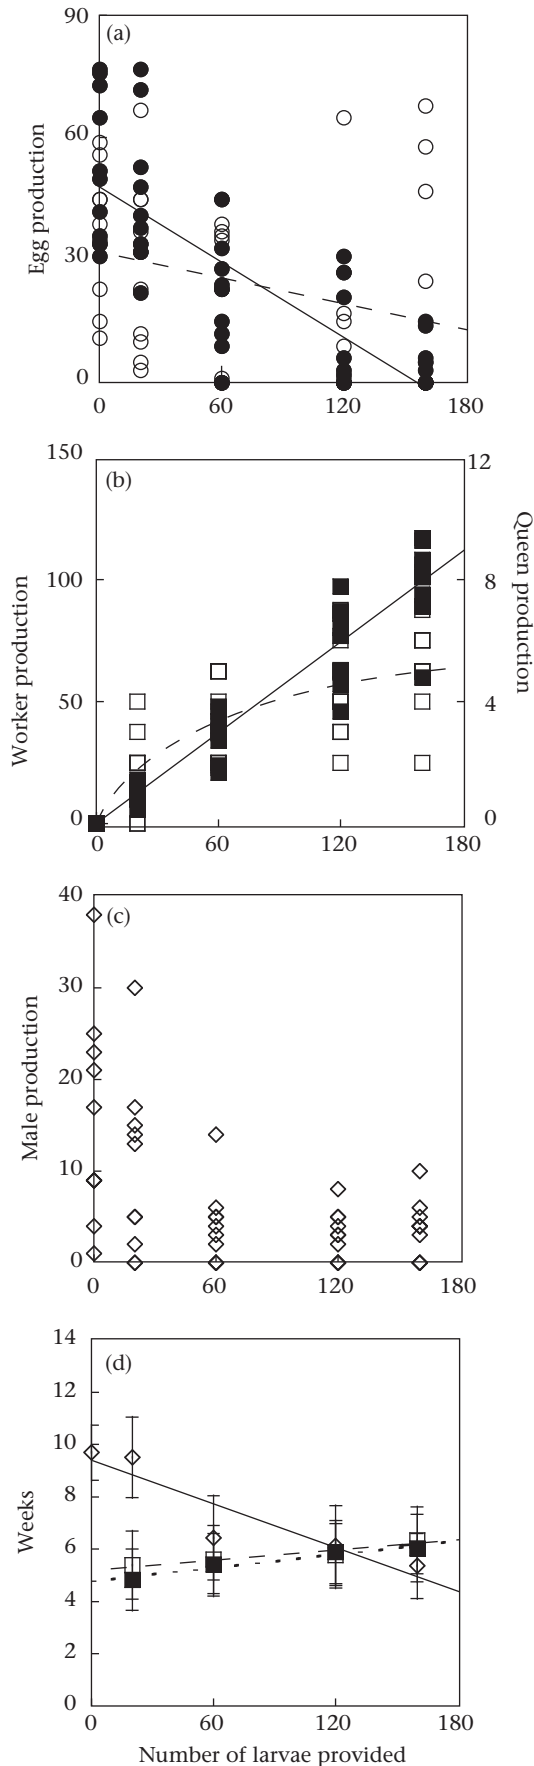 (a)
90
60
30
0
Egg production
0 60 120 180
(b)
150
100
50
0
Worker production
12
8
4
0
Queen production
0 60 120 180
(c)
40
30
20
10
0
Male production
0 60 120 180
(d)
14
12
10
8
6
4
2
0
Weeks
0 60 120 180
Number of larvae provided